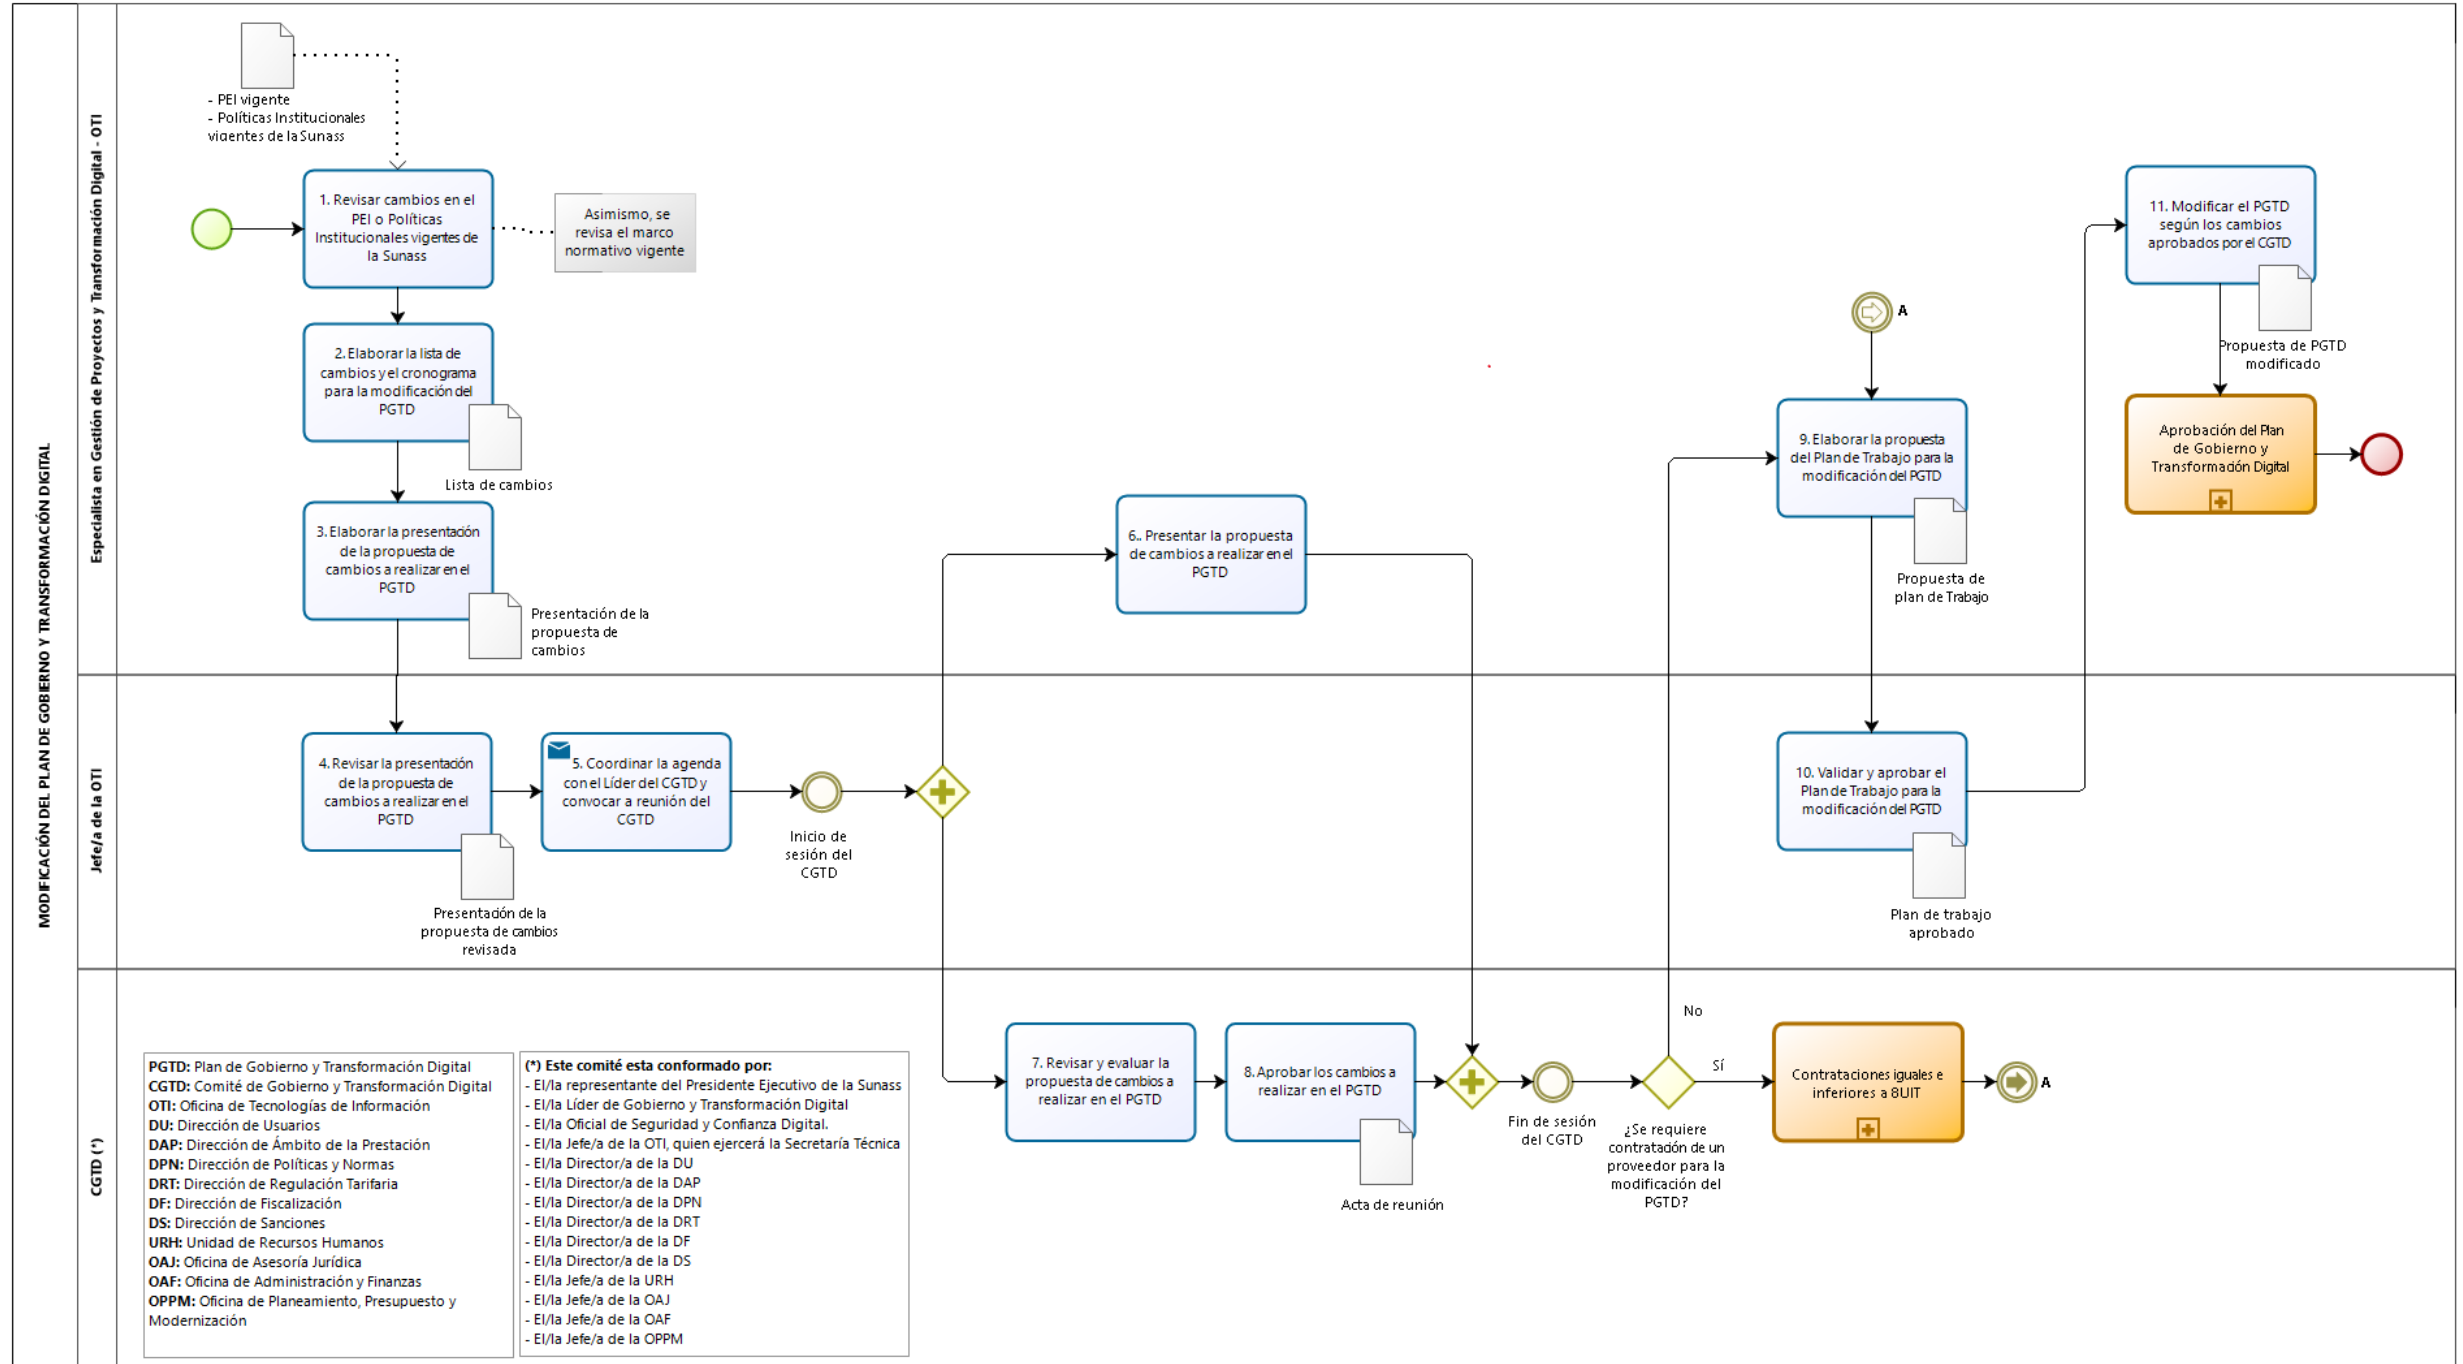 MODIFICACIÓN DEL PLAN DE GOBIERNO Y TRANSFORMACIÓN DIGITAL
Especialista en Gestión de Proyectos y Transformación Digital - OTI
- PEI vigente
- Políticas Institucionales
vigentes de la Sunass
1. Revisar cambios en el
PEI o Políticas
Institucionales vigentes de
la Sunass
Asimismo, se
revisa el marco
normativo vigente
2. Elaborar la lista de
cambios y el cronograma
para la modificación del
PGTD
Lista de cambios
3. Elaborar la presentación
de la propuesta de
cambios a realizar en el
PGTD
Presentación de la
propuesta de
cambios
6.. Presentar la propuesta
de cambios a realizar en el
PGTD
A
9. Elaborar la propuesta
del Plan de Trabajo para la
modificación del PGTD
Propuesta de
plan de Trabajo
11. Modificar el PGTD
según los cambios
aprobados por el CGTD
Propuesta de PGTD
modificado
Aprobación del Plan
de Gobierno y
Transformación Digital
Jefe/a de la OTI
4. Revisar la presentación
de la propuesta de
cambios a realizar en el
PGTD
Presentación de la
propuesta de cambios
revisada
5. Coordinar la agenda
con el Líder del CGTD y
convocar a reunión del
CGTD
Inicio de
sesión del
CGTD
10. Validar y aprobar el
Plan de Trabajo para la
modificación del PGTD
Plan de trabajo
aprobado
CGTD (*)
PGTD: Plan de Gobierno y Transformación Digital
CGTD: Comité de Gobierno y Transformación Digital
OTI: Oficina de Tecnologías de Información
DU: Dirección de Usuarios
DAP: Dirección de Ámbito de la Prestación
DPN: Dirección de Políticas y Normas
DRT: Dirección de Regulación Tarifaria
DF: Dirección de Fiscalización
DS: Dirección de Sanciones
URH: Unidad de Recursos Humanos
OAJ: Oficina de Asesoría Jurídica
OAF: Oficina de Administración y Finanzas
OPPM: Oficina de Planeamiento, Presupuesto y
Modernización
(*) Este comité esta conformado por:
- El/la representante del Presidente Ejecutivo de la Sunass
- El/la Líder de Gobierno y Transformación Digital
- El/la Oficial de Seguridad y Confianza Digital.
- El/la Jefe/a de la OTI, quien ejercerá la Secretaría Técnica
- El/la Director/a de la DU
- El/la Director/a de la DAP
- El/la Director/a de la DPN
- El/la Director/a de la DRT
- El/la Director/a de la DF
- El/la Director/a de la DS
- El/la Jefe/a de la URH
- El/la Jefe/a de la OAJ
- El/la Jefe/a de la OAF
- El/la Jefe/a de la OPPM
7. Revisar y evaluar la
propuesta de cambios a
realizar en el PGTD
8. Aprobar los cambios a
realizar en el PGTD
Acta de reunión
Fin de sesión
del CGTD
¿Se requiere
contratación de un
proveedor para la
modificación del
PGTD?
No
Sí
Contrataciones iguales e
inferiores a 8UIT
A